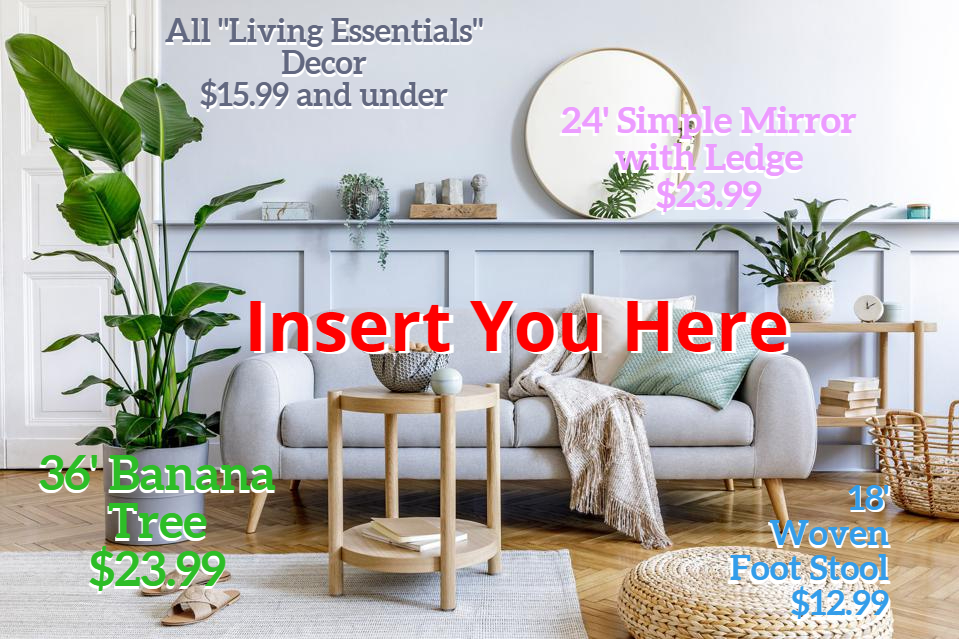 All "Living Essentials"
Decor
$15.99 and under
24' Simple Mirror
with Ledge
$23.99
Insert You Here
36' Banana
Tree
$23.99
18'
Woven
Foot Stool
$12.99